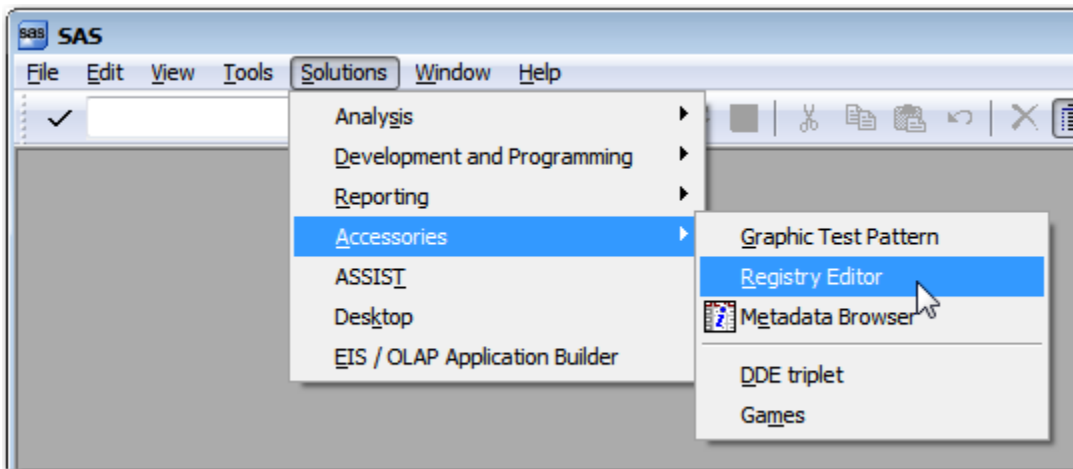 sas SAS
File Edit View Tools Solutions Window Help
Analysis
Development and Programming
Reporting
Accessories
ASSIST
Desktop
EIS / OLAP Application Builder
Graphic Test Pattern
Registry Editor
Metadata Browser
DDE triplet
Games